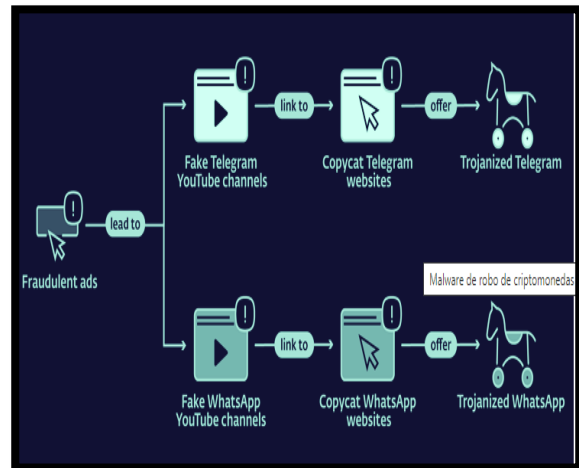 !
!
!
link to
offer
Fake Telegram
YouTube channels
Copycat Telegram
websites
Trojanized Telegram
!
lead to
Fraudulent ads
Malware de robo de criptomonedas
!
!
link to
offer
Fake WhatsApp
YouTube channels
Copycat WhatsApp
websites
Trojanized WhatsApp